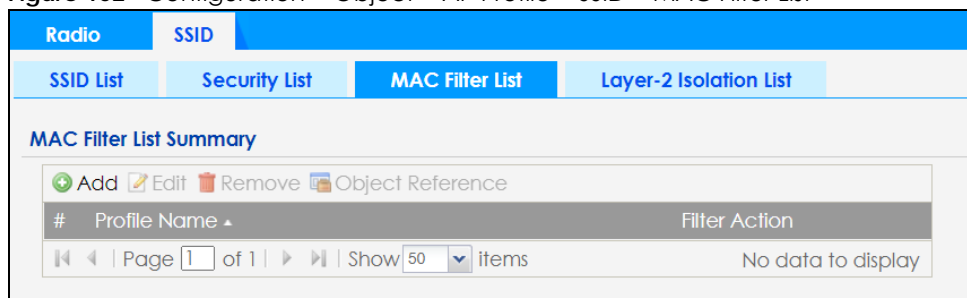 Radio SSID
SSID List Security List MAC Filter List Layer-2 Isolation List
MAC Filter List Summary
Add Edit Remove Object Reference
# Profile Name Filter Action
Page 1 of 1 Show 50 items No data to display